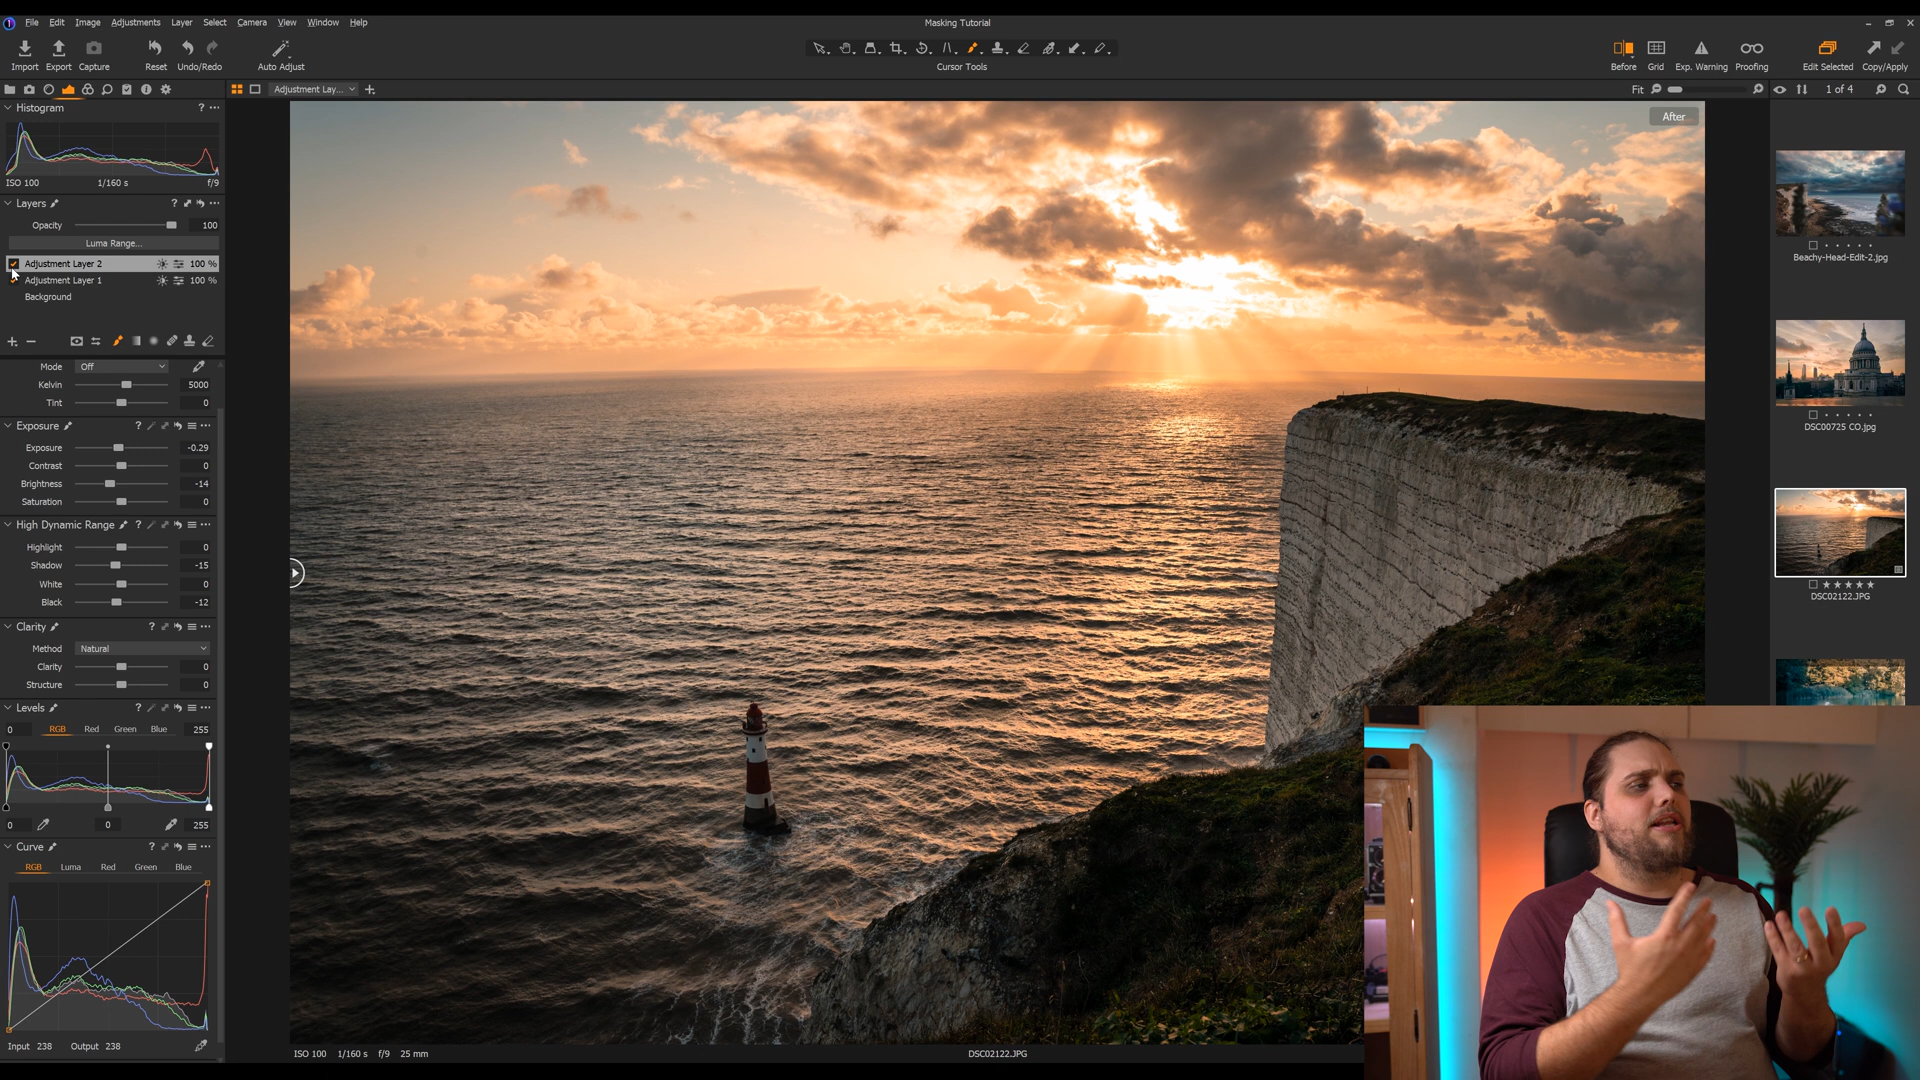 File Edit Image Adjustments Layer Select Camera View Window Help
Masking Tutorial
Import Export Capture Reset Undo/Redo Auto Adjust
Cursor Tools
Before Grid Exp. Warning Proofing Edit Selected Copy/Apply
Adjustment Lay...
Fit
1 of 4
Histogram ?
ISO 100 1/160 s f/9
Layers ?
Opacity 100
Luma Range...
Adjustment Layer 2 100 %
Adjustment Layer 1 100 %
Background
Mode Off
Kelvin 5000
Tint 0
Exposure ?
Exposure -0.29
Contrast 0
Brightness -14
Saturation 0
High Dynamic Range ?
Highlight 0
Shadow -15
White 0
Black -12
Clarity ?
Method Natural
Clarity 0
Structure 0
Levels ?
0 RGB Red Green Blue 255
0 0 255
Curve ?
RGB Luma Red Green Blue
Input 238 Output 238
After
ISO 100 1/160 s f/9 25 mm
DSC02122.JPG
Beachy-Head-Edit-2.jpg
DSC00725 CO.jpg
DSC02122.JPG